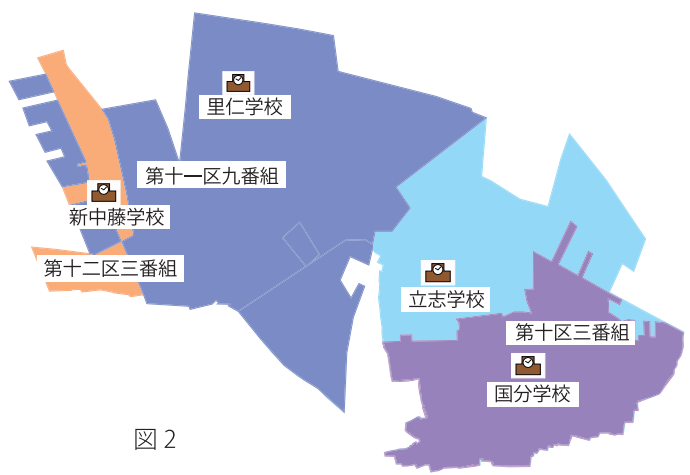 里仁学校
第十一区九番組
新中藤学校
第十二区三番組
立志学校
第十区三番組
国分学校
図2